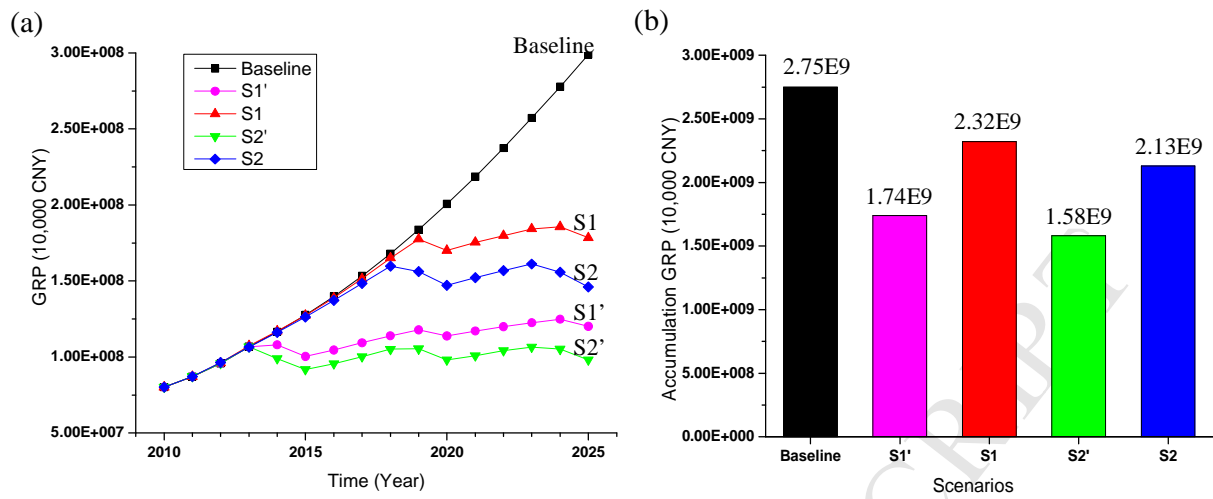 (a)
3.00E+008
2.50E+008
2.00E+008
1.50E+008
1.00E+008
5.00E+007
GRP (10,000 CNY)
Baseline
S1'
S1
S2'
S2
Baseline
S1
S2
S1’
S2’
2010
2015
2020
2025
Time (Year)
(b)
3.00E+009
2.50E+009
2.00E+009
1.50E+009
1.00E+009
5.00E+008
0.00E+000
Accumulation GRP (10,000 CNY)
2.75E9
1.74E9
2.32E9
1.58E9
2.13E9
Baseline
S1'
S1
S2'
S2
Scenarios
CRIPT